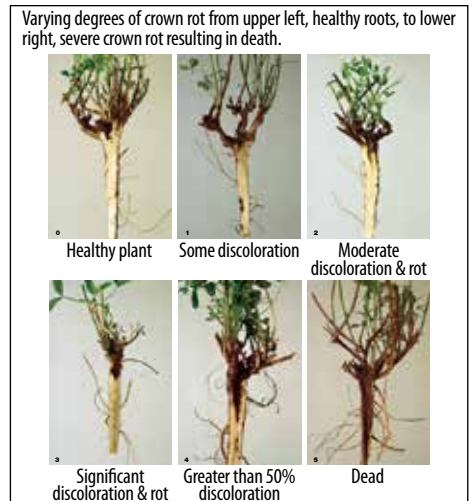 Varying degrees of crown rot from upper left, healthy roots, to lower
right, severe crown rot resulting in death.
0
1
2
Healthy plant
Some discoloration
Moderate
discoloration & rot
3
4
5
Significant
discoloration & rot
Greater than 50%
discoloration
Dead